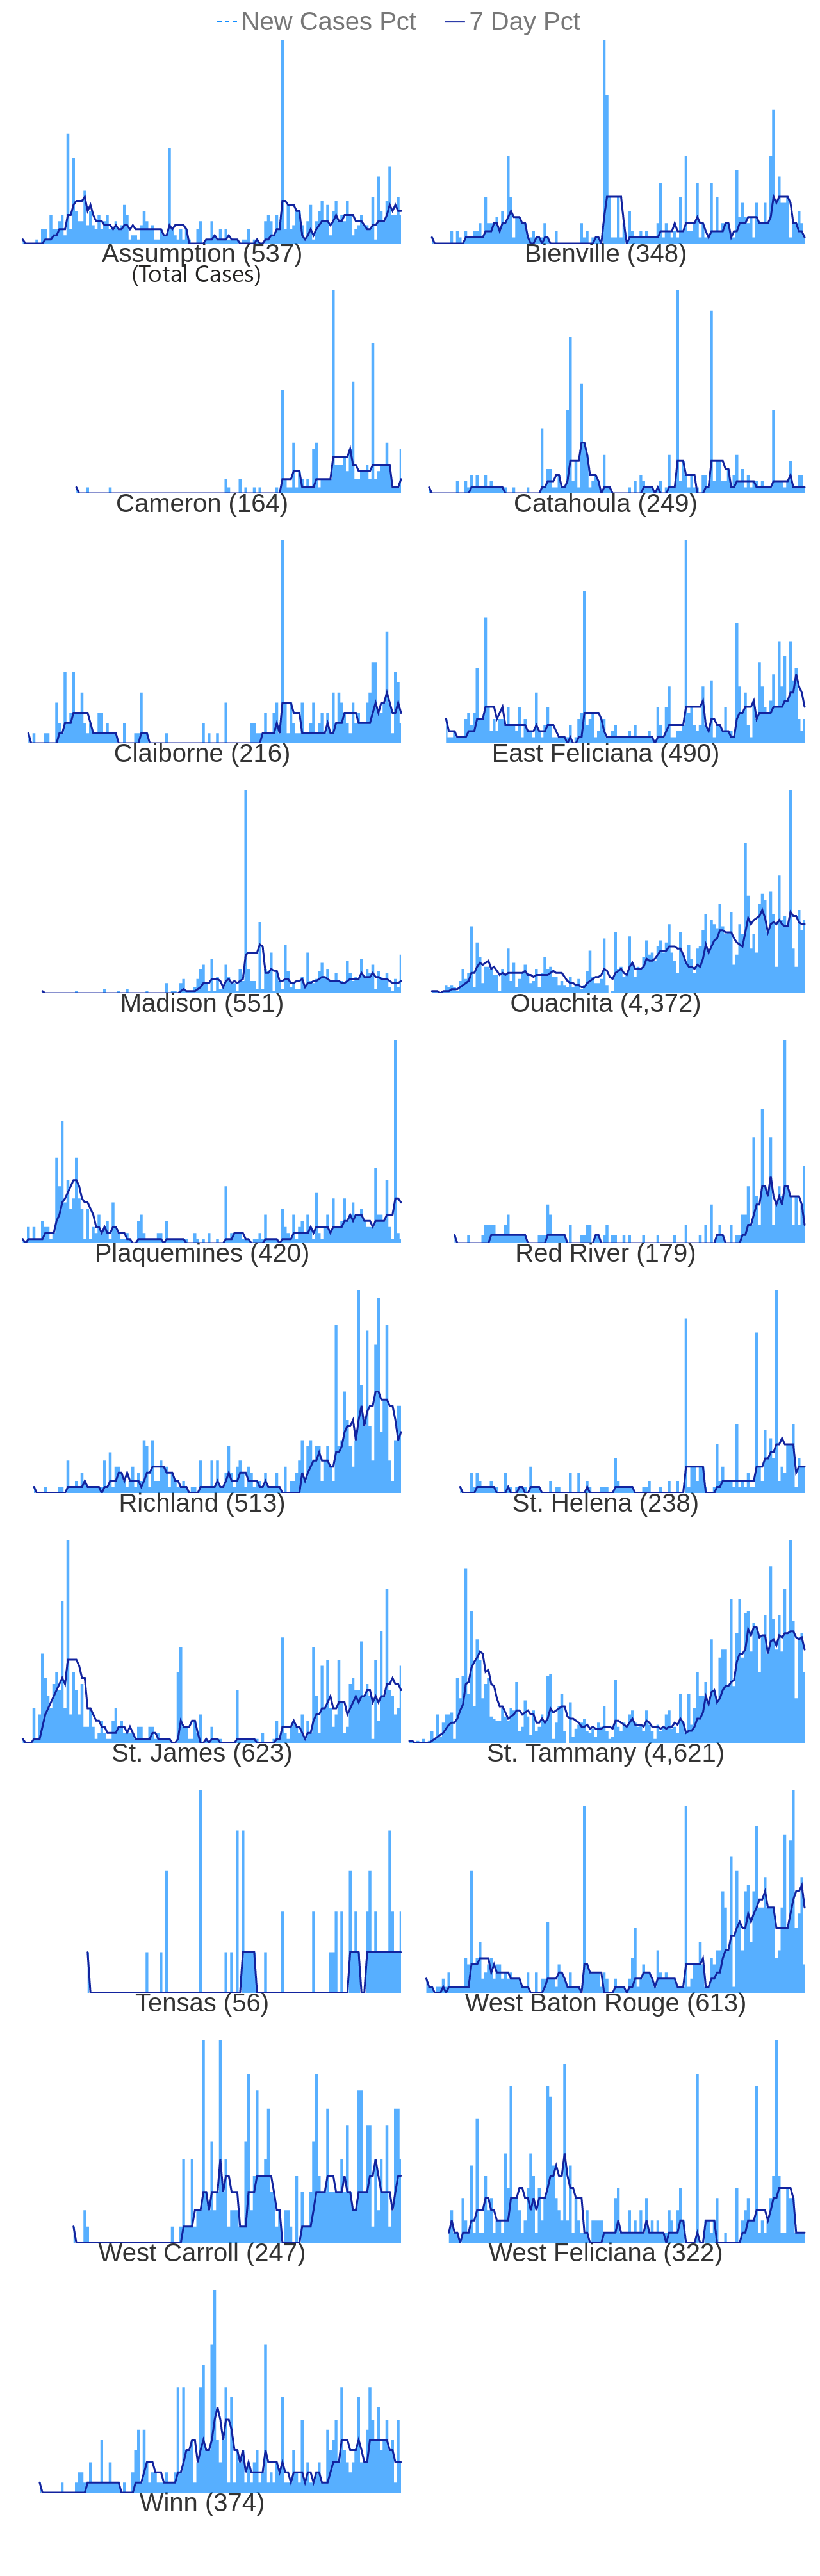 New Cases Pct 7 Day Pct
Assumption (537) Bienville (348)
(Total Cases)
Cameron (164) Catahoula (249)
Claiborne (216) East Feliciana (490)
Madison (551) Ouachita (4,372)
Plaquemines (420) Red River (179)
Richland (513) St. Helena (238)
St. James (623) St. Tammany (4,621)
Tensas (56) West Baton Rouge (613)
West Carroll (247) West Feliciana (322)
Winn (374)